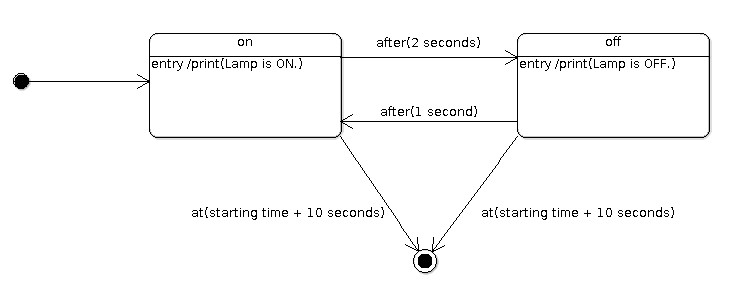 on
after(2 seconds)
off
entry /print(Lamp is ON.)
entry /print(Lamp is OFF.)
after(1 second)
at(starting time + 10 seconds)
at(starting time + 10 seconds)